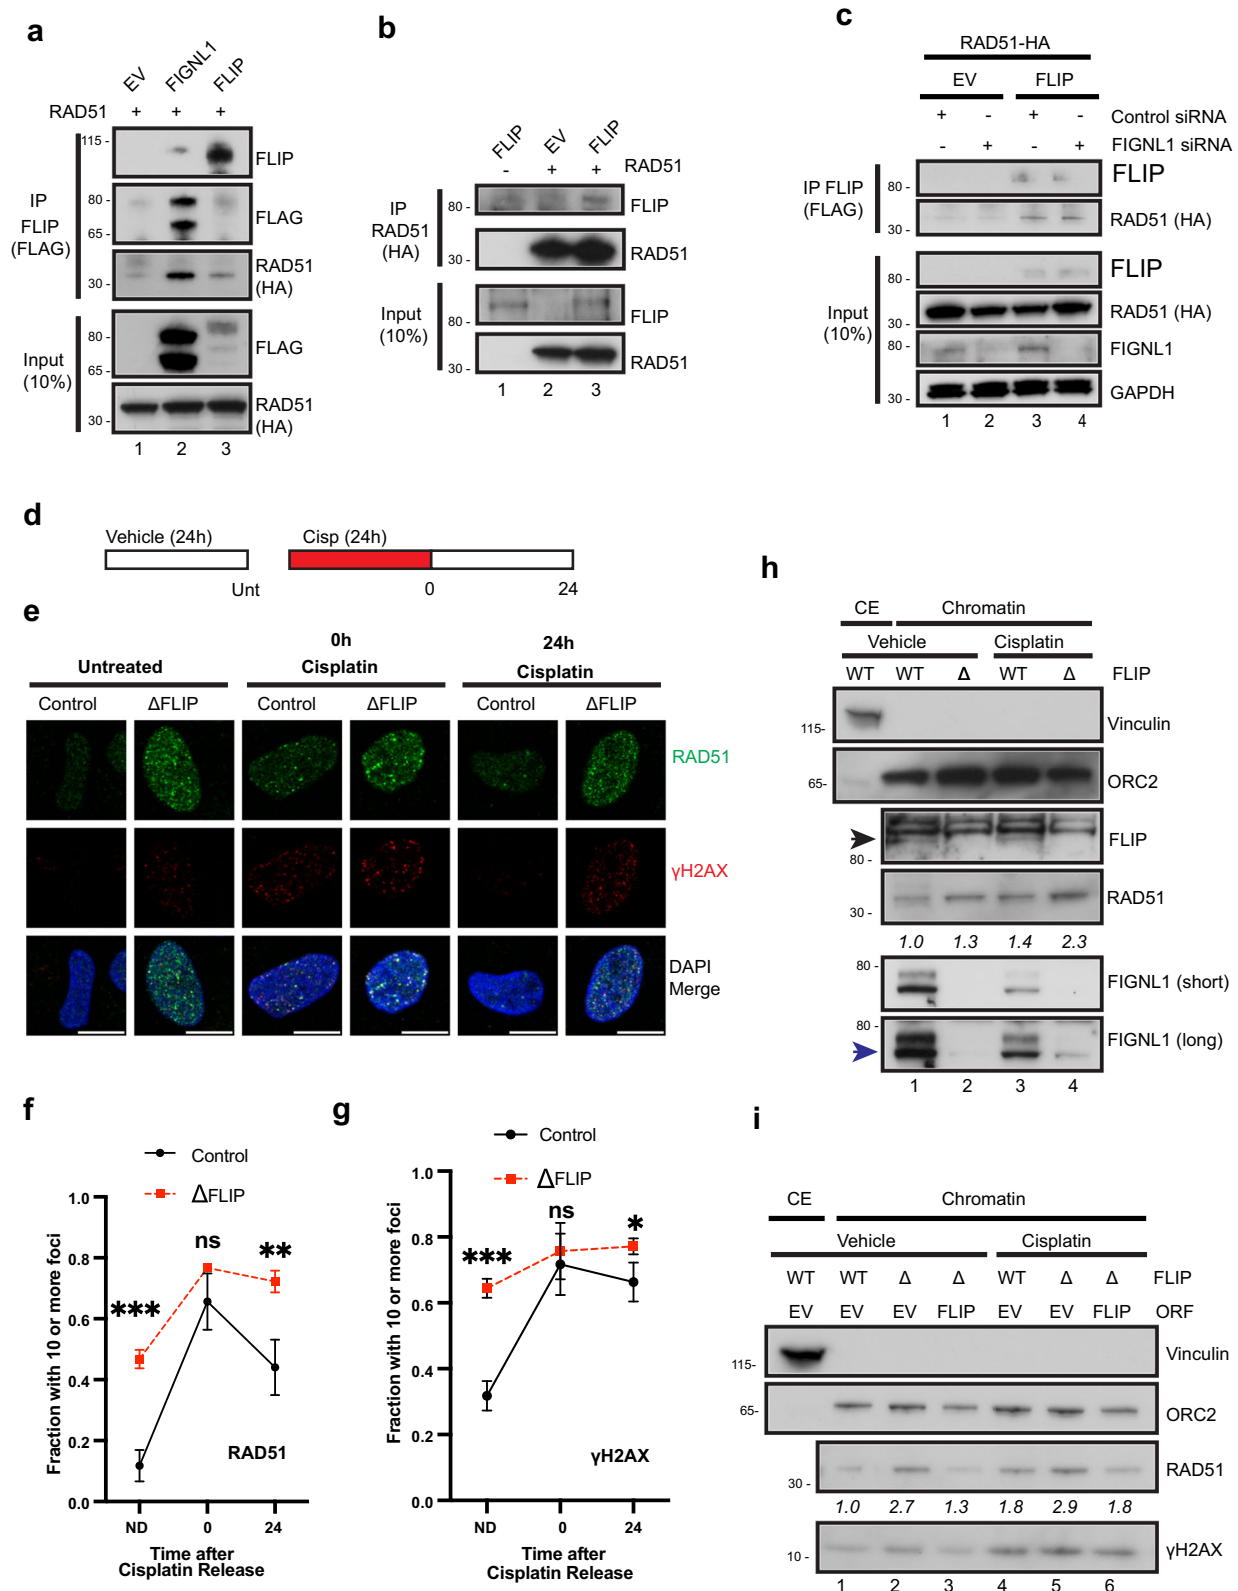 a
EV FIGNL1 FLIP
RAD51 + + +
115 -
FLIP
IP
FLIP
(FLAG)
80 -
65 -
FLAG
30 -
RAD51
(HA)
Input
(10%)
80 -
65 -
FLAG
30 -
RAD51
(HA)
1 2 3
b
FLIP EV FLIP
- + + RAD51
IP
RAD51
(HA)
80 -
FLIP
30 -
RAD51
Input
(10%)
80 -
FLIP
30 -
RAD51
1 2 3
c
RAD51-HA
EV FLIP
+ - + - Control siRNA
- + - + FIGNL1 siRNA
IP FLIP
(FLAG)
80 -
FLIP
30 -
RAD51 (HA)
Input
(10%)
80 -
FLIP
30 -
RAD51 (HA)
80 -
FIGNL1
30 -
GAPDH
1 2 3 4
d
Vehicle (24h) Cisp (24h)
Unt 0 24
e
Untreated 0h Cisplatin 24h Cisplatin
Control ΔFLIP Control ΔFLIP Control ΔFLIP
RAD51
γH2AX
DAPI
Merge
f
Control
ΔFLIP
Fraction with 10 or more foci
1.0
0.8
0.6
0.4
0.2
0.0
*** ns **
RAD51
ND 0 24
Time after
Cisplatin Release
g
Control
ΔFLIP
Fraction with 10 or more foci
1.0
0.8
0.6
0.4
0.2
0.0
*** ns *
γH2AX
ND 0 24
Time after
Cisplatin Release
h
CE Chromatin
Vehicle Cisplatin
WT WT Δ WT Δ FLIP
115-
Vinculin
65-
ORC2
80 -
FLIP
30 -
RAD51
1.0 1.3 1.4 2.3
80 -
FIGNL1 (short)
80 -
FIGNL1 (long)
1 2 3 4
i
CE Chromatin
Vehicle Cisplatin
WT WT Δ Δ WT Δ Δ FLIP
EV EV EV FLIP EV EV FLIP ORF
115-
Vinculin
65-
ORC2
30 -
RAD51
1.0 2.7 1.3 1.8 2.9 1.8
10 -
γH2AX
1 2 3 4 5 6